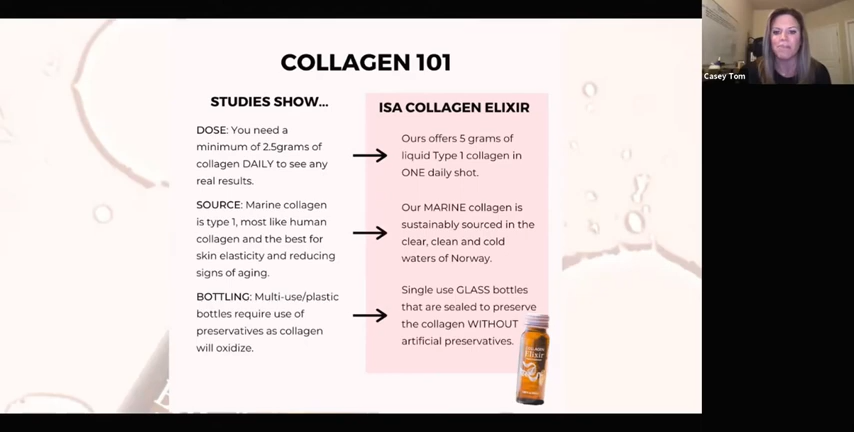 COLLAGEN 101
STUDIES SHOW...
DOSE: You need a
minimum of 2.5grams of
collagen DAILY to see any
real results.
SOURCE: Marine collagen
is type 1, most like human
collagen and the best for
skin elasticity and reducing
signs of aging.
BOTTLING: Multi-use/plastic
bottles require use of
preservatives as collagen
will oxidize.
ISA COLLAGEN ELIXIR
Ours offers 5 grams of
liquid Type 1 collagen in
ONE daily shot.
Our MARINE collagen is
sustainably sourced in the
clear, clean and cold
waters of Norway.
Single use GLASS bottles
that are sealed to preserve
the collagen WITHOUT
artificial preservatives.
COLLAGEN
Elixir
Casey Tom